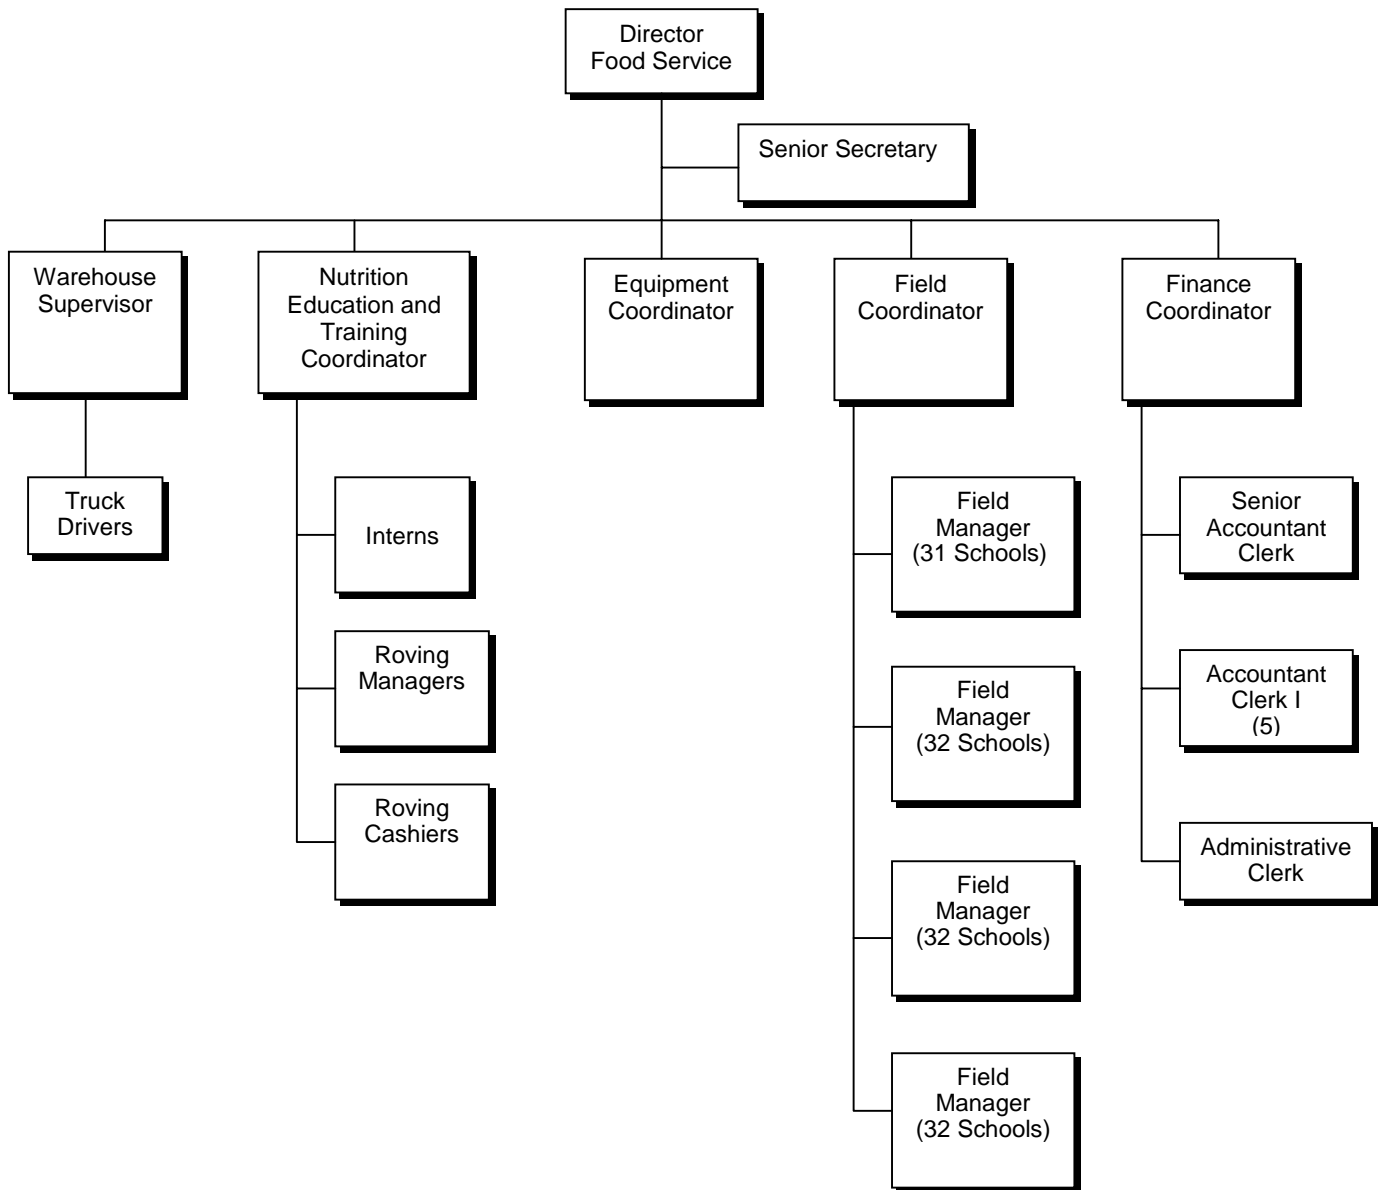 Director
Food Service
Senior Secretary
Warehouse
Supervisor
Nutrition
Education and
Training
Coordinator
Equipment
Coordinator
Field
Coordinator
Finance
Coordinator
Truck
Drivers
Interns
Roving
Managers
Roving
Cashiers
Field
Manager
(31 Schools)
Field
Manager
(32 Schools)
Field
Manager
(32 Schools)
Field
Manager
(32 Schools)
Senior
Accountant
Clerk
Accountant
Clerk I
(5)
Administrative
Clerk